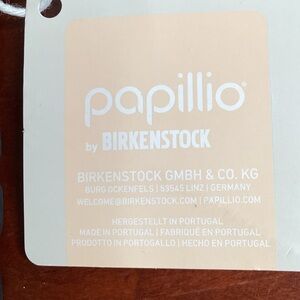 papillio®
by BIRKENSTOCK
BIRKENSTOCK GMBH & CO. KG
BURG OCKENFELS | 53545 LINZ | GERMANY
WELCOME@BIRKENSTOCK.COM | PAPILLIO.COM
HERGESTELLT IN PORTUGAL
MADE IN PORTUGAL | FABRIQUÉ EN PORTUGAL
PRODOTTO IN PORTOGALLO | HECHO EN PORTUGAL